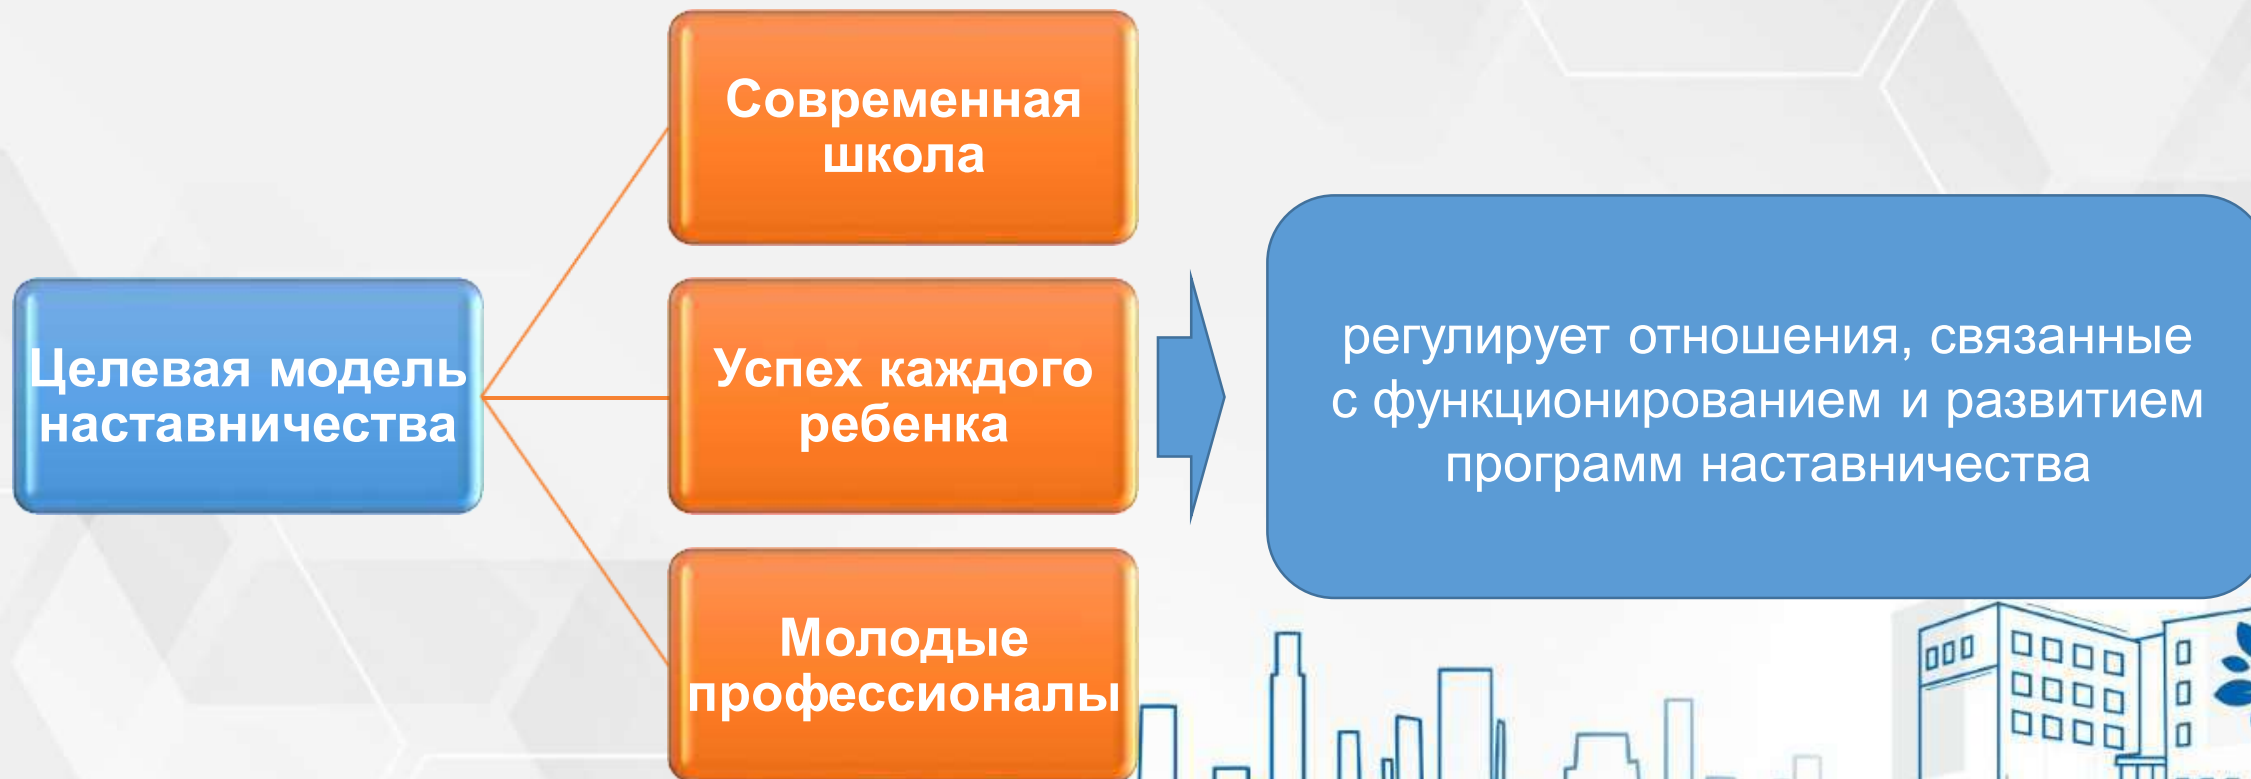 Современная
школа
Целевая модель
наставничества
Успех каждого
ребенка
Молодые
профессионалы
регулирует отношения, связанные
с функционированием и развитием
программ наставничества